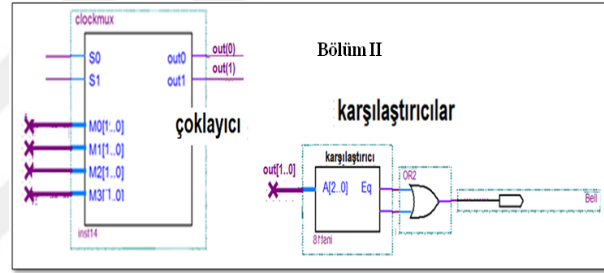 clockmux
S0 out0 out(0)
S1 out1 out(1)
M0[1..0]
M1[1..0]
M2[1..0]
M3[1..0]
inst14
çoklayıcı
Bölüm II
karşılaştırıcılar
karşılaştırıcı
out[1..0]
A[2..0] Eq
OR2
Bell